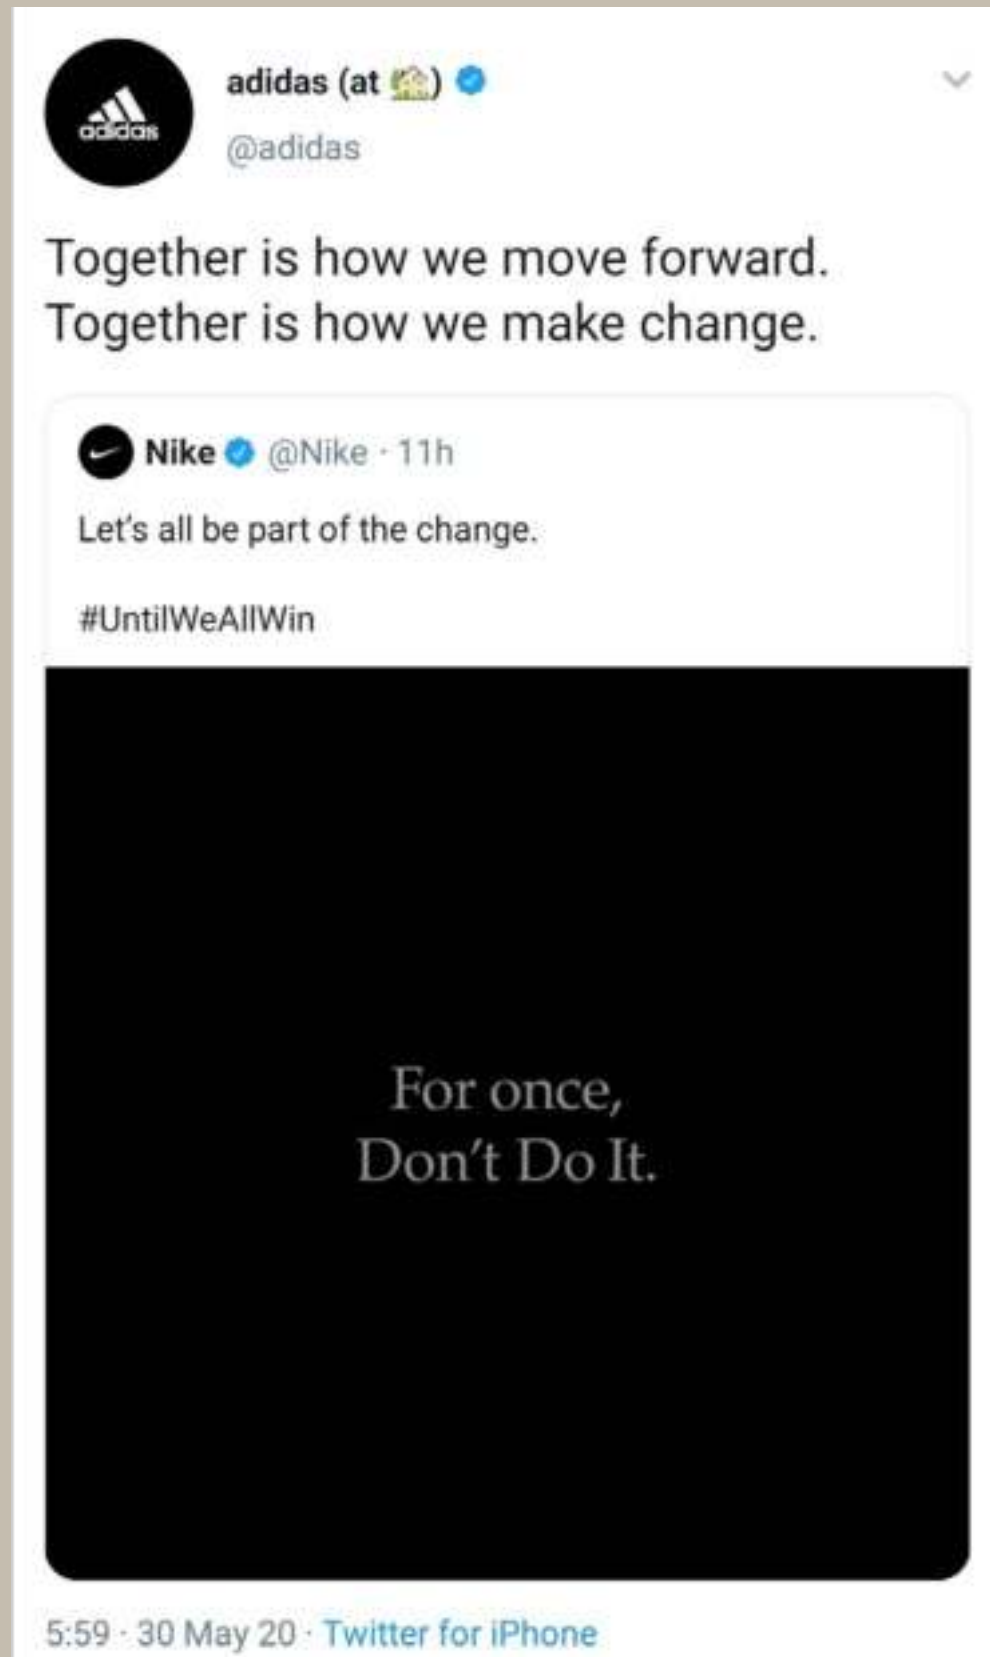 adidas
adidas (at 🏡)
@adidas
Together is how we move forward.
Together is how we make change.
Nike @Nike · 11h
Let's all be part of the change.
#UntilWeAllWin
For once,
Don't Do It.
5:59 · 30 May 20 · Twitter for iPhone